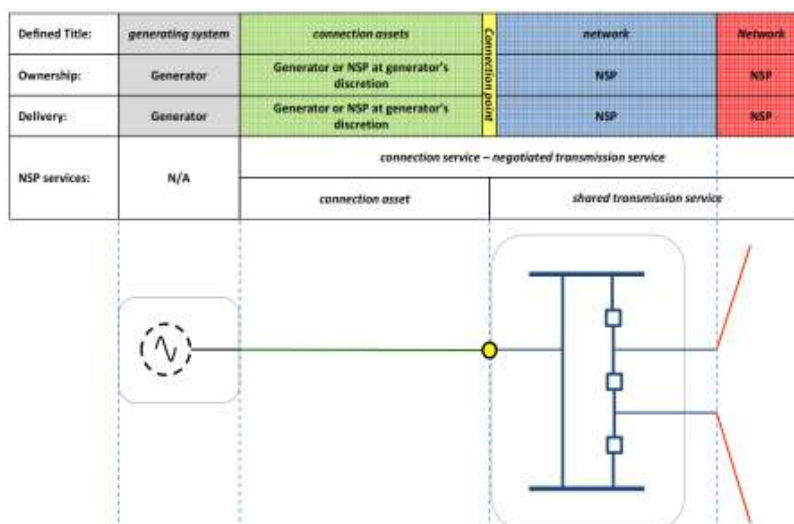 Defined Title: generating system connection assets Connection point network Network
Ownership: Generator Generator or NSP at generator's discretion NSP NSP
Delivery: Generator Generator or NSP at generator's discretion NSP NSP
NSP services: N/A connection service – negotiated transmission service
connection asset shared transmission service